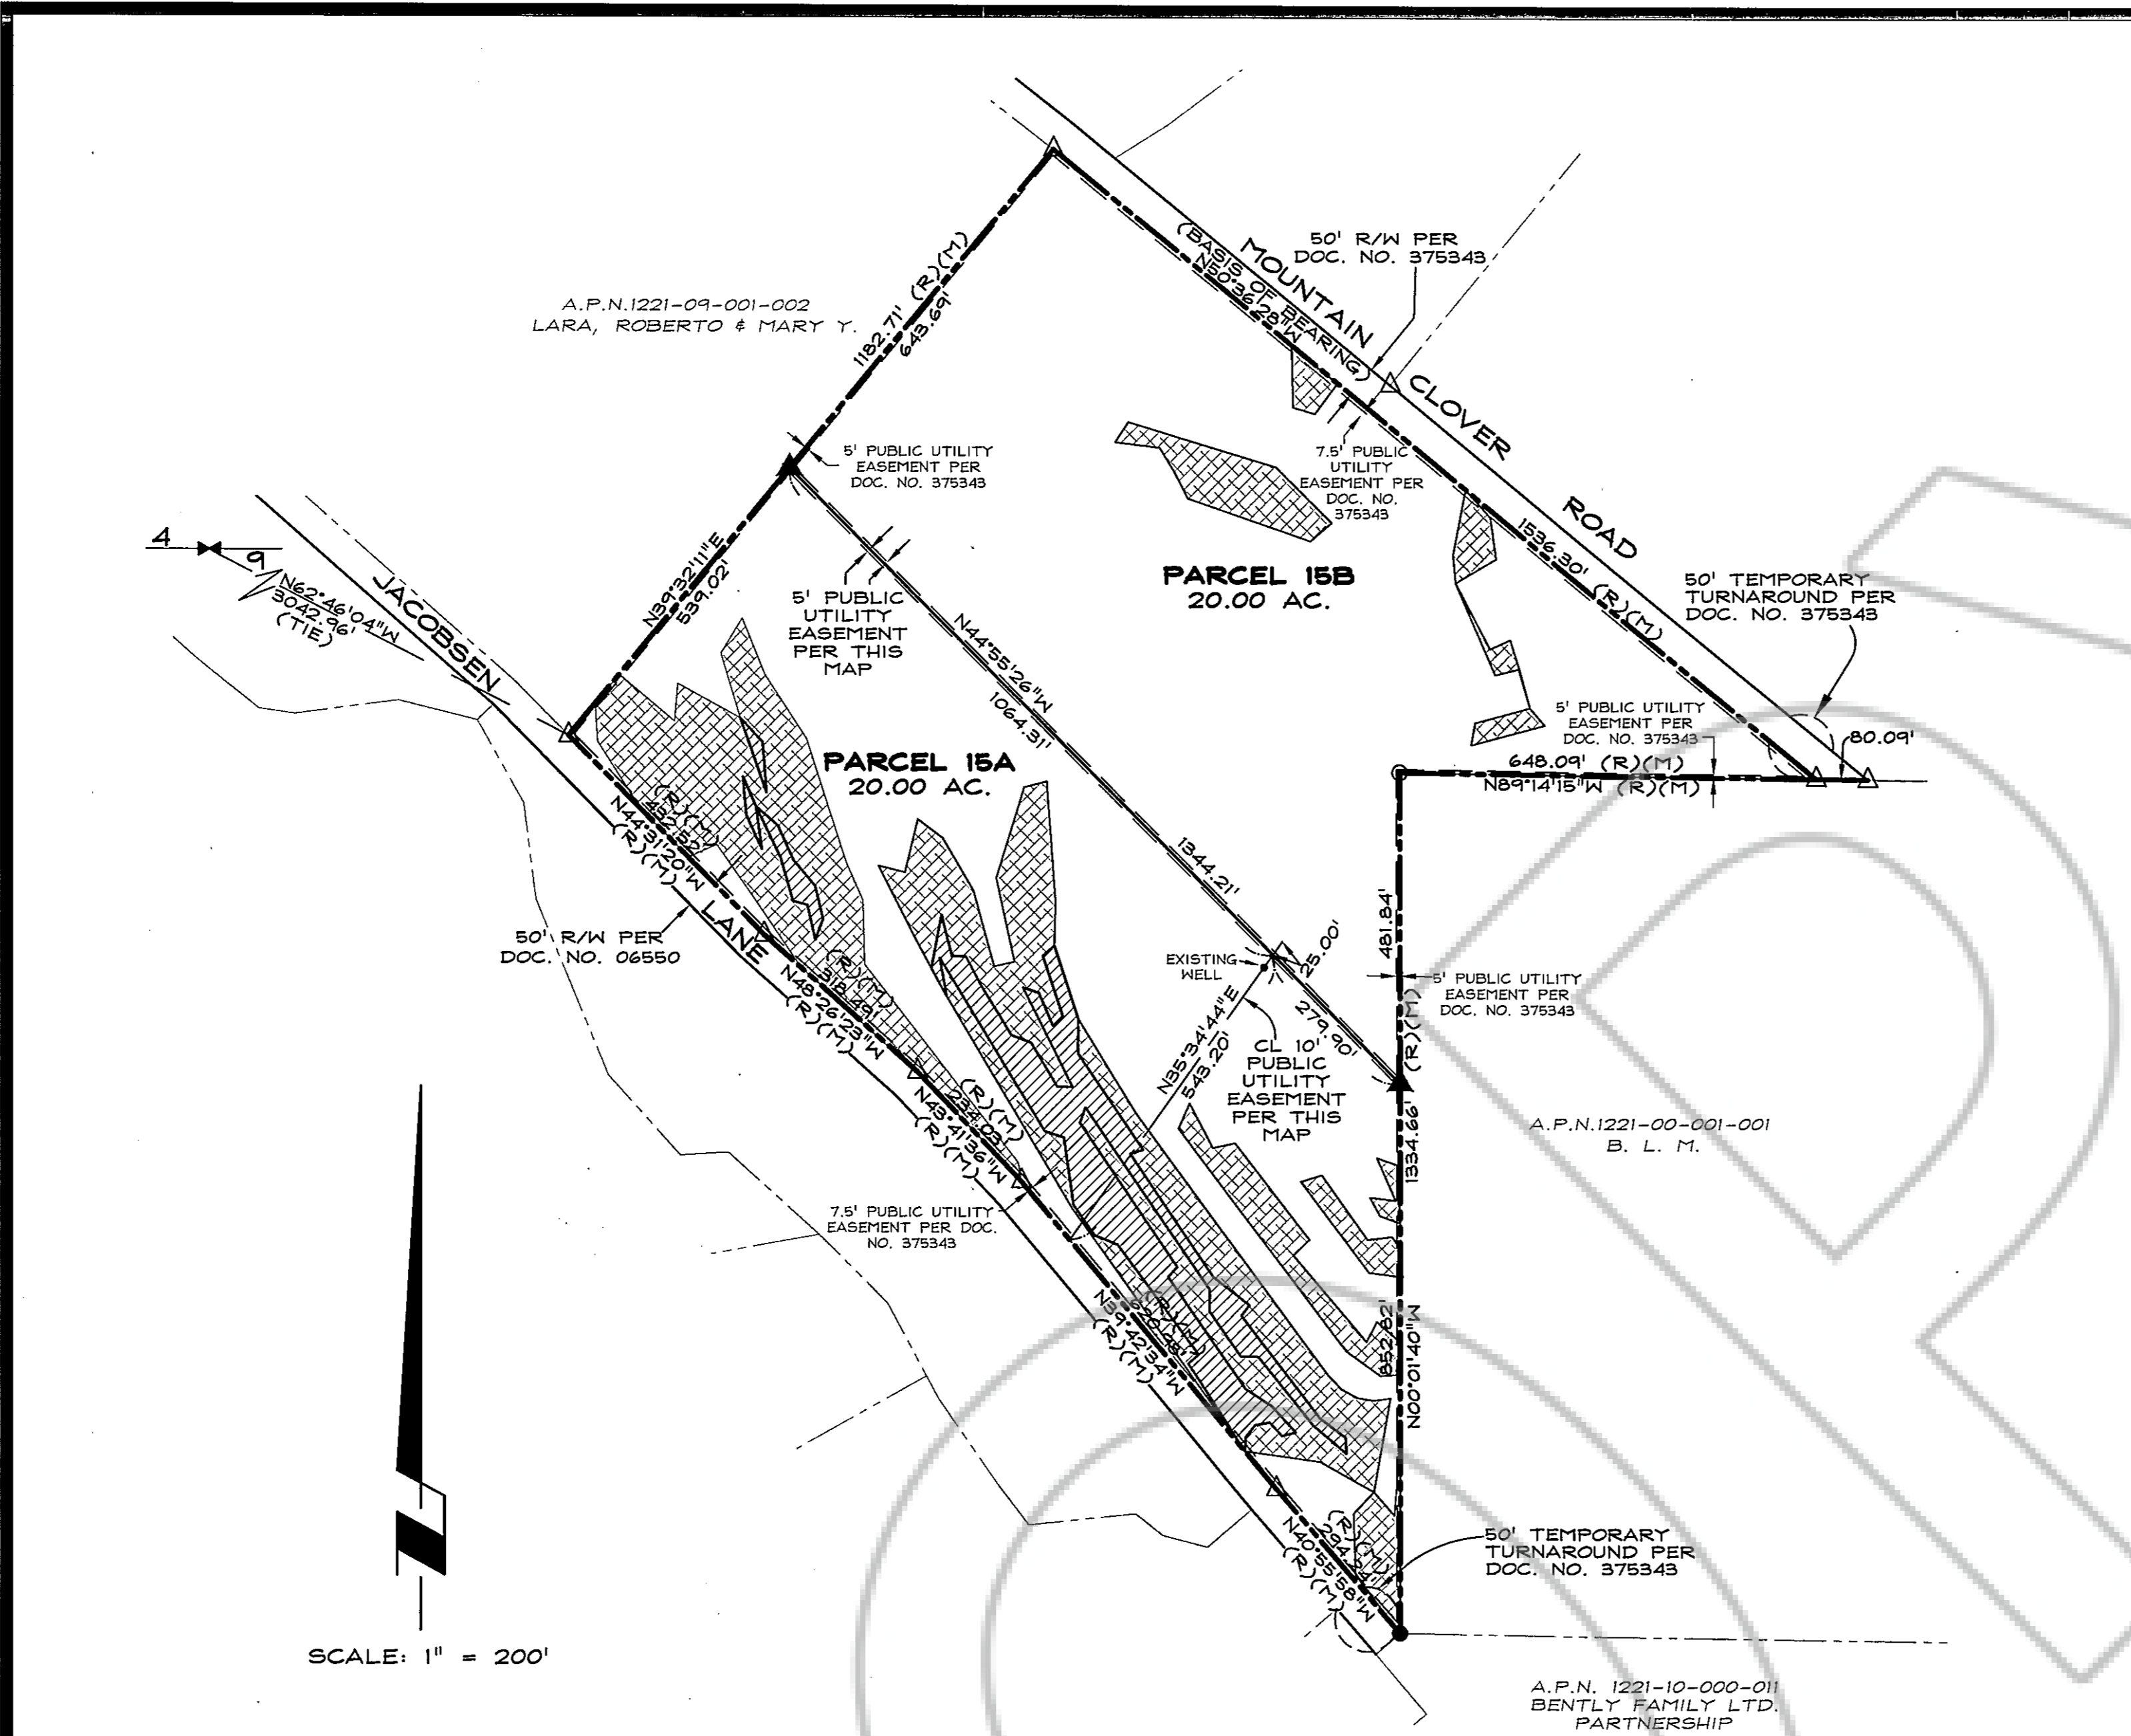 A.P.N.1221-09-001-002
LARA, ROBERTO & MARY Y.
1182.71' (R)(M)
643.69'
(BASIS OF BEARING)
N50°36'28"W
MOUNTAIN
CLOVER
ROAD
50' R/W PER
DOC. NO. 375343
5' PUBLIC UTILITY
EASEMENT PER
DOC. NO. 375343
7.5' PUBLIC
UTILITY
EASEMENT PER
DOC. NO.
375343
1536.30' (R)(M)
4
9
N62°46'04"W
3042.96'
(TIE)
JACOBSEN
N39°32'11"E
539.02'
5' PUBLIC
UTILITY
EASEMENT
PER THIS
MAP
N44°55'26"W
1064.31'
PARCEL 15B
20.00 AC.
50' TEMPORARY
TURNAROUND PER
DOC. NO. 375343
5' PUBLIC UTILITY
EASEMENT PER
DOC. NO. 375343
80.09'
648.09' (R)(M)
N89°14'15"W (R)(M)
PARCEL 15A
20.00 AC.
(R)(M)
N44°31'20"W
(R)(M)
1344.21'
LANE
50' R/W PER
DOC. NO. 06550
(R)(M)
318.49'
N48°26'23"W
(R)(M)
EXISTING
WELL
25.00'
481.84'
5' PUBLIC UTILITY
EASEMENT PER
DOC. NO. 375343
(R)(M)
N35°34'44"E
543.20'
279.90'
CL 10'
PUBLIC
UTILITY
EASEMENT
PER THIS
MAP
(R)(M)
234.03'
N43°41'36"W
(R)(M)
1334.66'
A.P.N.1221-00-001-001
B. L. M.
7.5' PUBLIC UTILITY
EASEMENT PER DOC.
NO. 375343
(R)(M)
N39°42'34"W
(R)(M)
852.82'
N00°01'40"W
N40°55'58"W
(R)(M)
50' TEMPORARY
TURNAROUND PER
DOC. NO. 375343
SCALE: 1" = 200'
A.P.N. 1221-10-000-011
BENTLY FAMILY LTD.
PARTNERSHIP